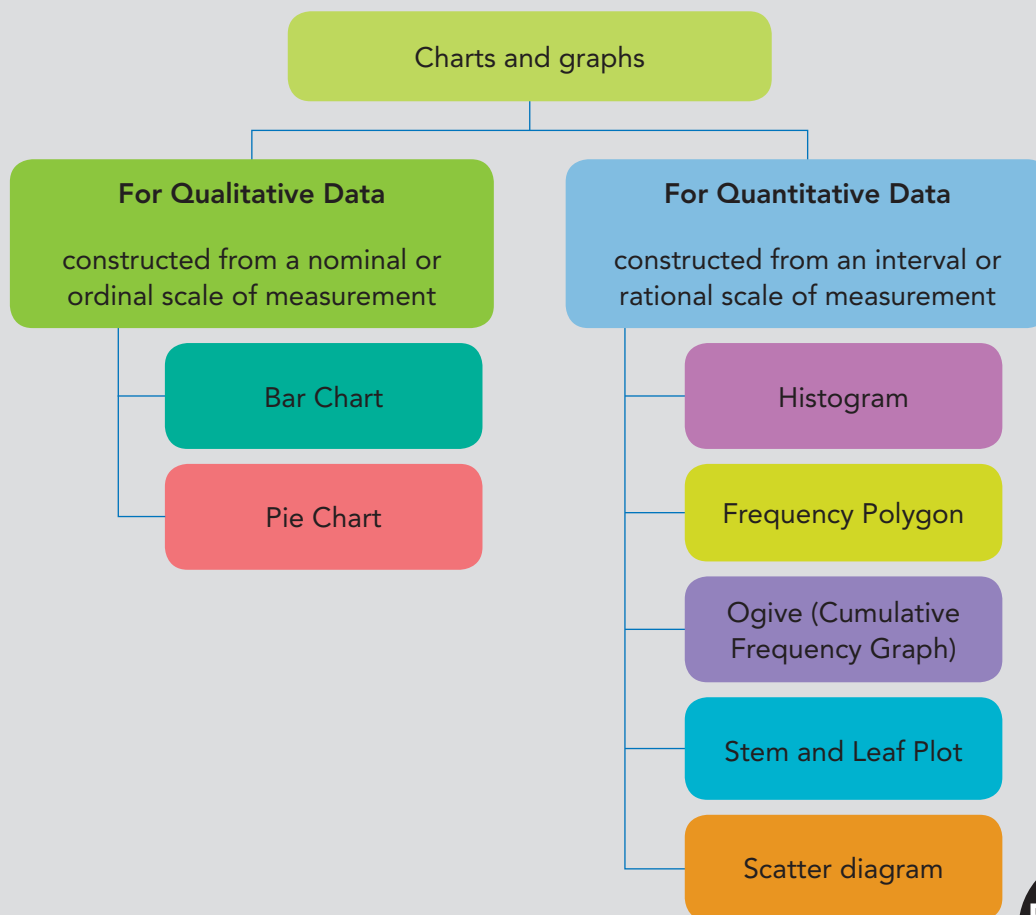 Charts and graphs
For Qualitative Data
constructed from a nominal or
ordinal scale of measurement
Bar Chart
Pie Chart
For Quantitative Data
constructed from an interval or
rational scale of measurement
Histogram
Frequency Polygon
Ogive (Cumulative
Frequency Graph)
Stem and Leaf Plot
Scatter diagram